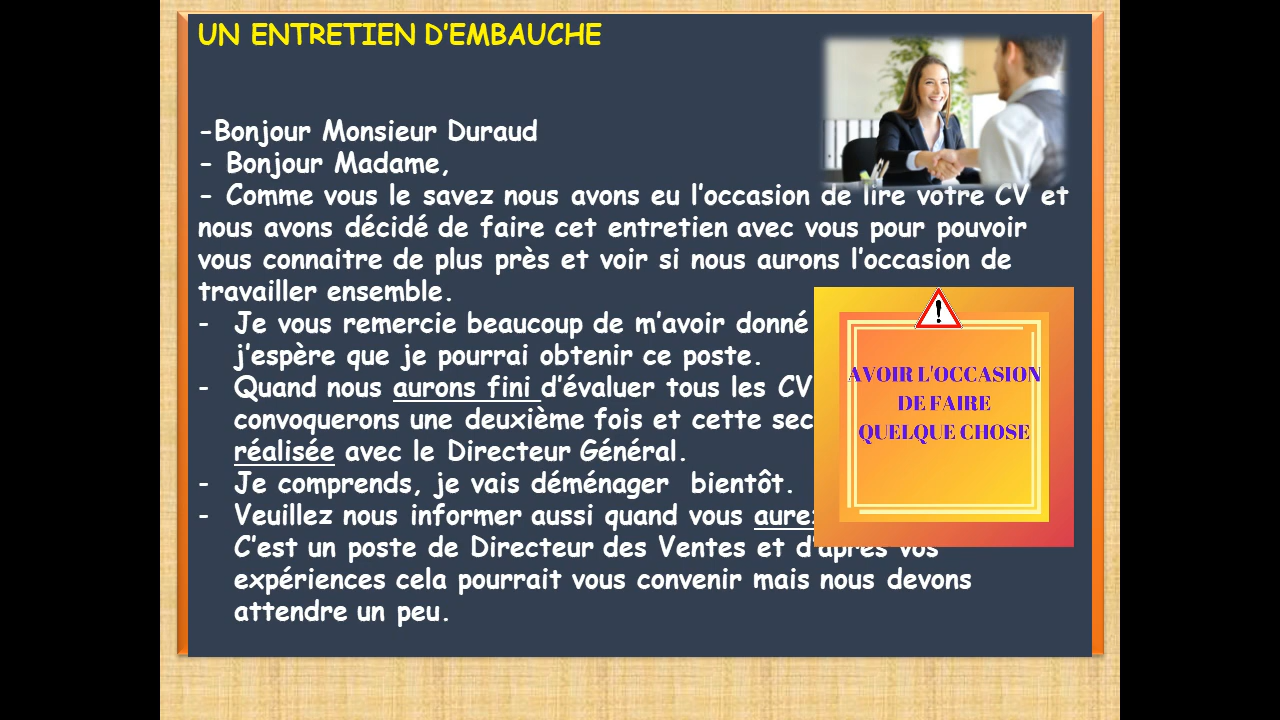 UN ENTRETIEN D’EMBAUCHE
-Bonjour Monsieur Duraud
- Bonjour Madame,
- Comme vous le savez nous avons eu l’occasion de lire votre CV et
nous avons décidé de faire cet entretien avec vous pour pouvoir
vous connaitre de plus près et voir si nous aurons l’occasion de
travailler ensemble.
- Je vous remercie beaucoup de m’avoir donné
j’espère que je pourrai obtenir ce poste.
- Quand nous aurons fini d’évaluer tous les CV
convoquerons une deuxième fois et cette sec
réalisée avec le Directeur Général.
- Je comprends, je vais déménager bientôt.
- Veuillez nous informer aussi quand vous
C’est un poste de Directeur des Ventes et d’après vos
expériences cela pourrait vous convenir mais nous devons
attendre un peu.
AVOIR L'OCCASION
DE FAIRE
QUELQUE CHOSE